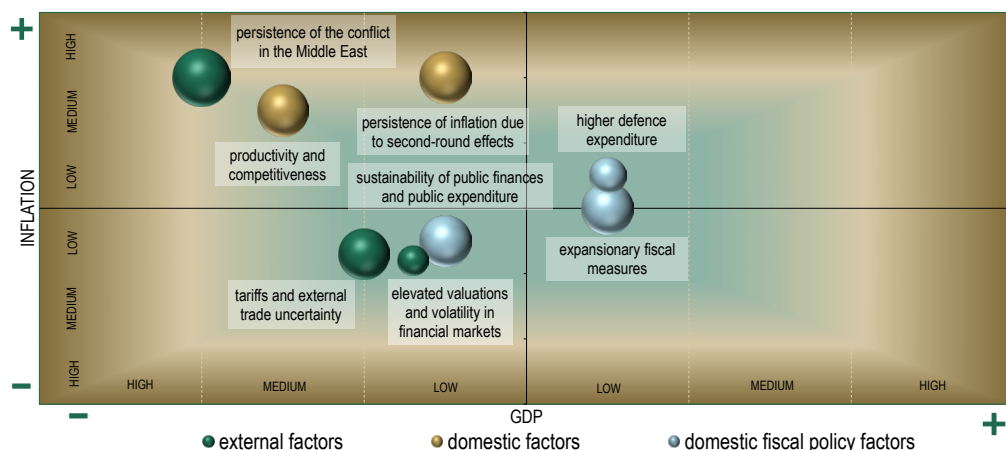 +
HIGH
MEDIUM
LOW
LOW
MEDIUM
HIGH
INFLATION
−
persistence of the conflict
in the Middle East
persistence of inflation due
to second-round effects
higher defence
expenditure
productivity and
competitiveness
sustainability of public finances
and public expenditure
expansionary fiscal
measures
tariffs and external
trade uncertainty
elevated valuations
and volatility in
financial markets
HIGH
MEDIUM
LOW
LOW
MEDIUM
HIGH
−
GDP
+
external factors
domestic factors
domestic fiscal policy factors